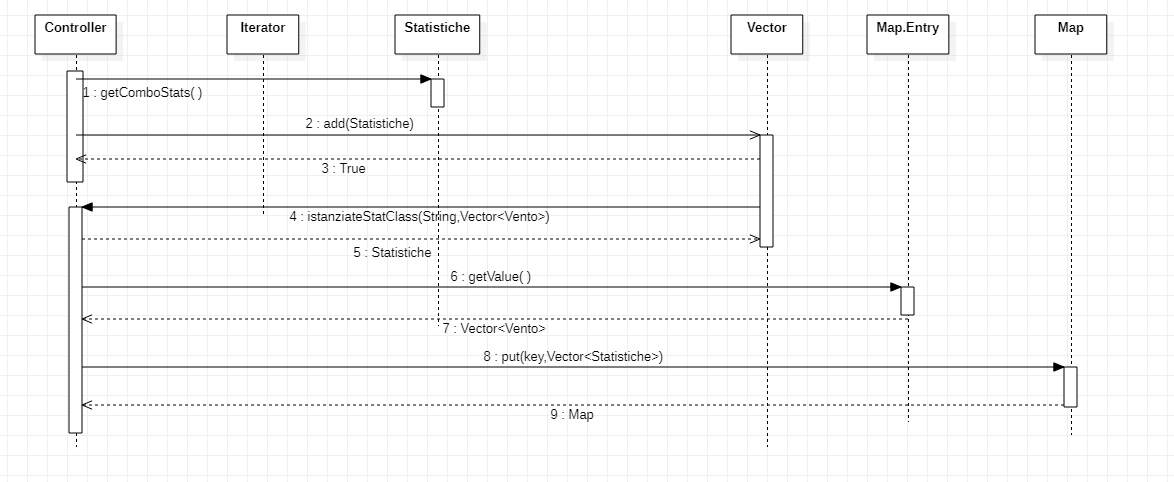 Controller
Iterator
Statistiche
Vector
Map.Entry
Map
1 : getComboStats( )
2 : add(Statistiche)
3 : True
4 : istanziateStatClass(String,Vector<Vento>)
5 : Statistiche
6 : getValue( )
7 : Vector<Vento>
8 : put(key,Vector<Statistiche>)
9 : Map